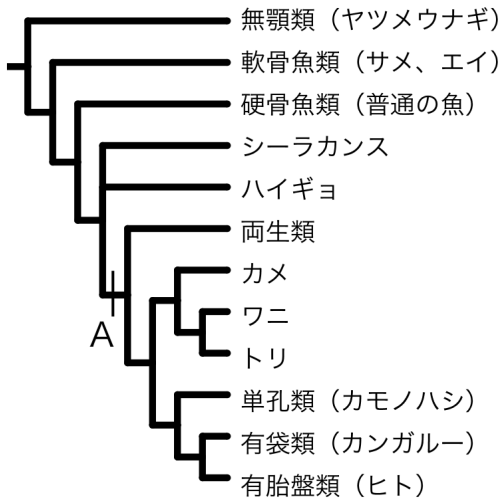 無顎類（ヤツメウナギ）
軟骨魚類（サメ、エイ）
硬骨魚類（普通の魚）
シーラカンス
ハイギョ
両生類
カメ
ワニ
トリ
A
単孔類（カモノハシ）
有袋類（カンガルー）
有胎盤類（ヒト）